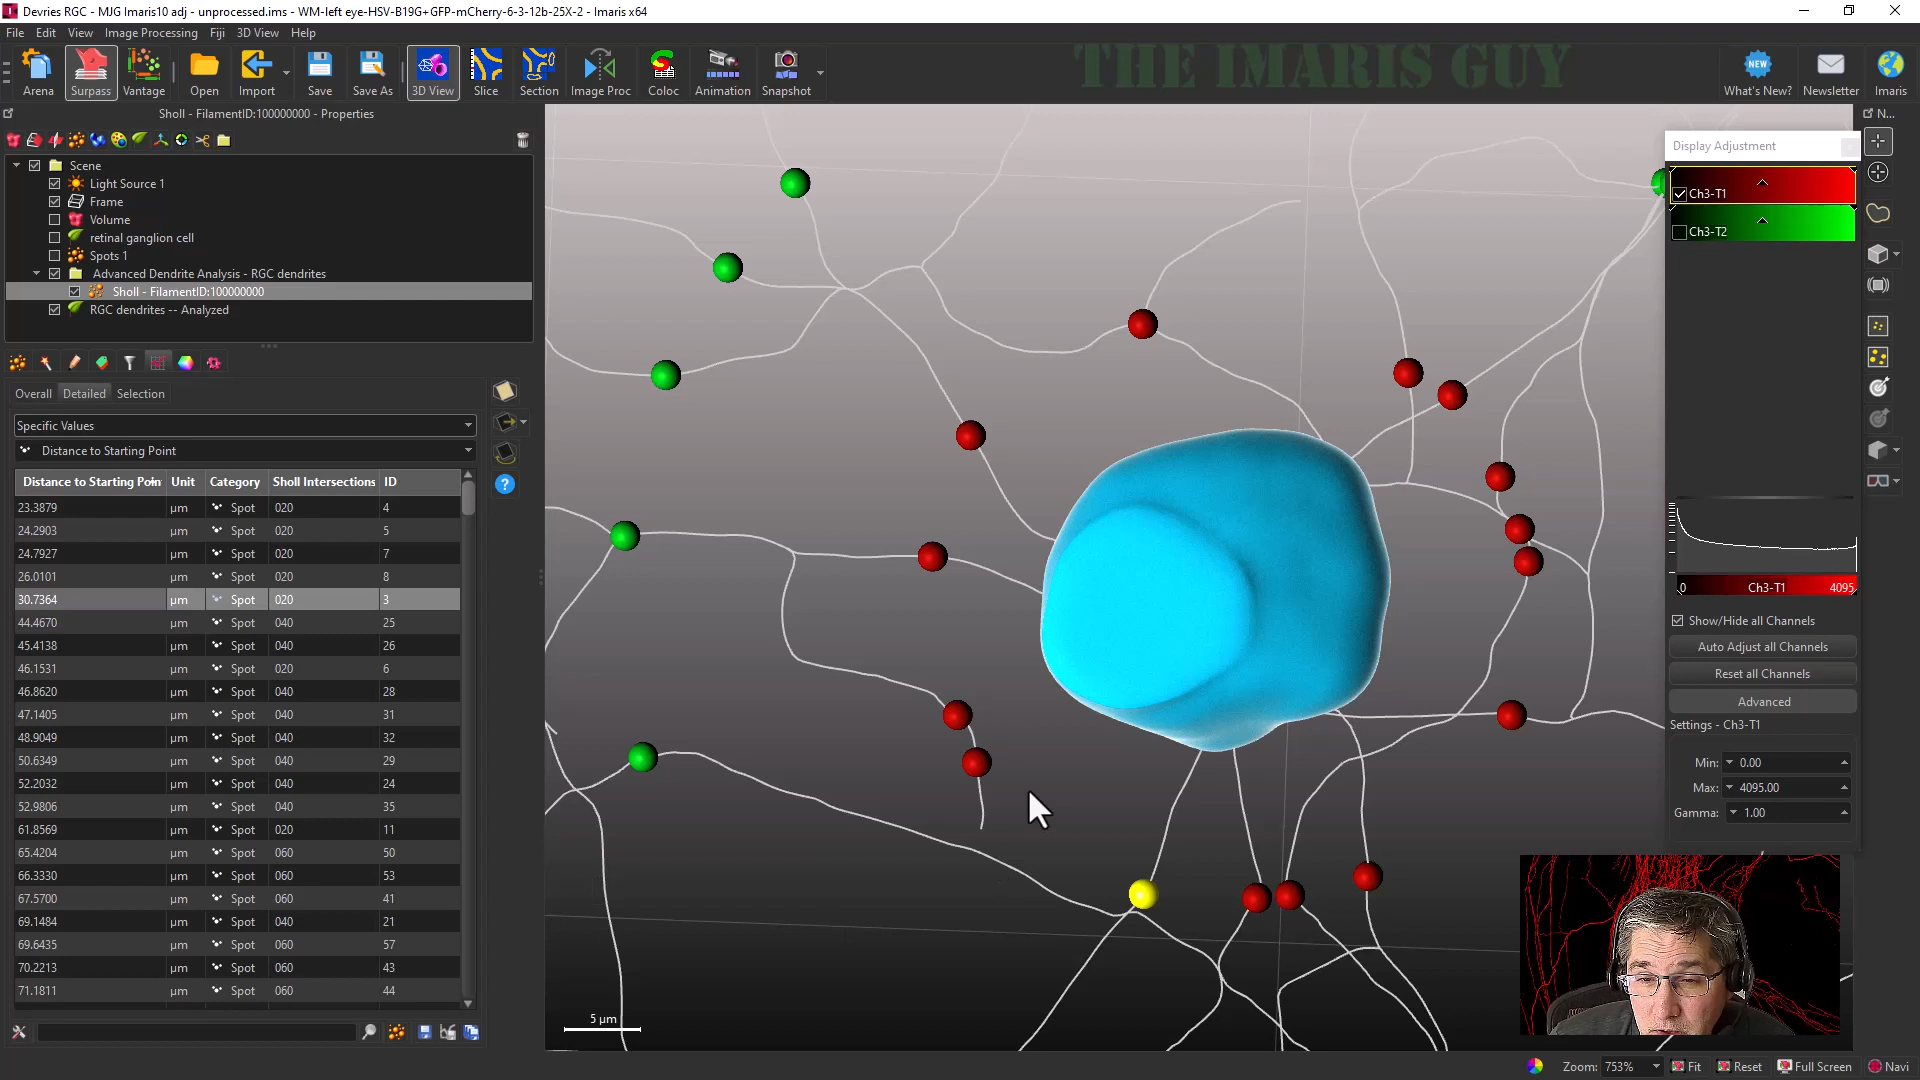 Devries RGC - MJG Imaris10 adj - unprocessed.ims - WM-left eye-HSV-B19G+GFP-mCherry-6-3-12b-25X-2 - Imaris x64
File Edit View Image Processing Fiji 3D View Help
THE IMARIS GUY
Arena Surpass Vantage Open Import Save Save As 3D View Slice Section Image Proc Coloc Animation Snapshot NEW What's New? Newsletter Imaris
Sholl - FilamentID:100000000 - Properties
N...
Scene
Light Source 1
Frame
Volume
retinal ganglion cell
Spots 1
Advanced Dendrite Analysis - RGC dendrites
Sholl - FilamentID:100000000
RGC dendrites -- Analyzed
Overall Detailed Selection
Specific Values
Distance to Starting Point
Distance to Starting Poin Unit Category Sholl Intersections ID
23.3879 µm Spot 020 4
24.2903 µm Spot 020 5
24.7927 µm Spot 020 7
26.0101 µm Spot 020 8
30.7364 µm Spot 020 3
44.4670 µm Spot 040 25
45.4138 µm Spot 040 26
46.1531 µm Spot 020 6
46.8620 µm Spot 040 28
47.1405 µm Spot 040 31
48.9049 µm Spot 040 32
50.6349 µm Spot 040 29
52.2032 µm Spot 040 24
52.9806 µm Spot 040 35
61.8569 µm Spot 020 11
65.4204 µm Spot 060 50
66.3330 µm Spot 060 53
67.5700 µm Spot 060 41
69.1484 µm Spot 040 21
69.6435 µm Spot 060 57
70.2213 µm Spot 060 43
71.1811 µm Spot 060 44
5 µm
Display Adjustment
Ch3-T1
Ch3-T2
0 Ch3-T1 4095
Show/Hide all Channels
Auto Adjust all Channels
Reset all Channels
Advanced
Settings - Ch3-T1
Min: 0.00
Max: 4095.00
Gamma: 1.00
Zoom: 753% Fit Reset Full Screen Navi